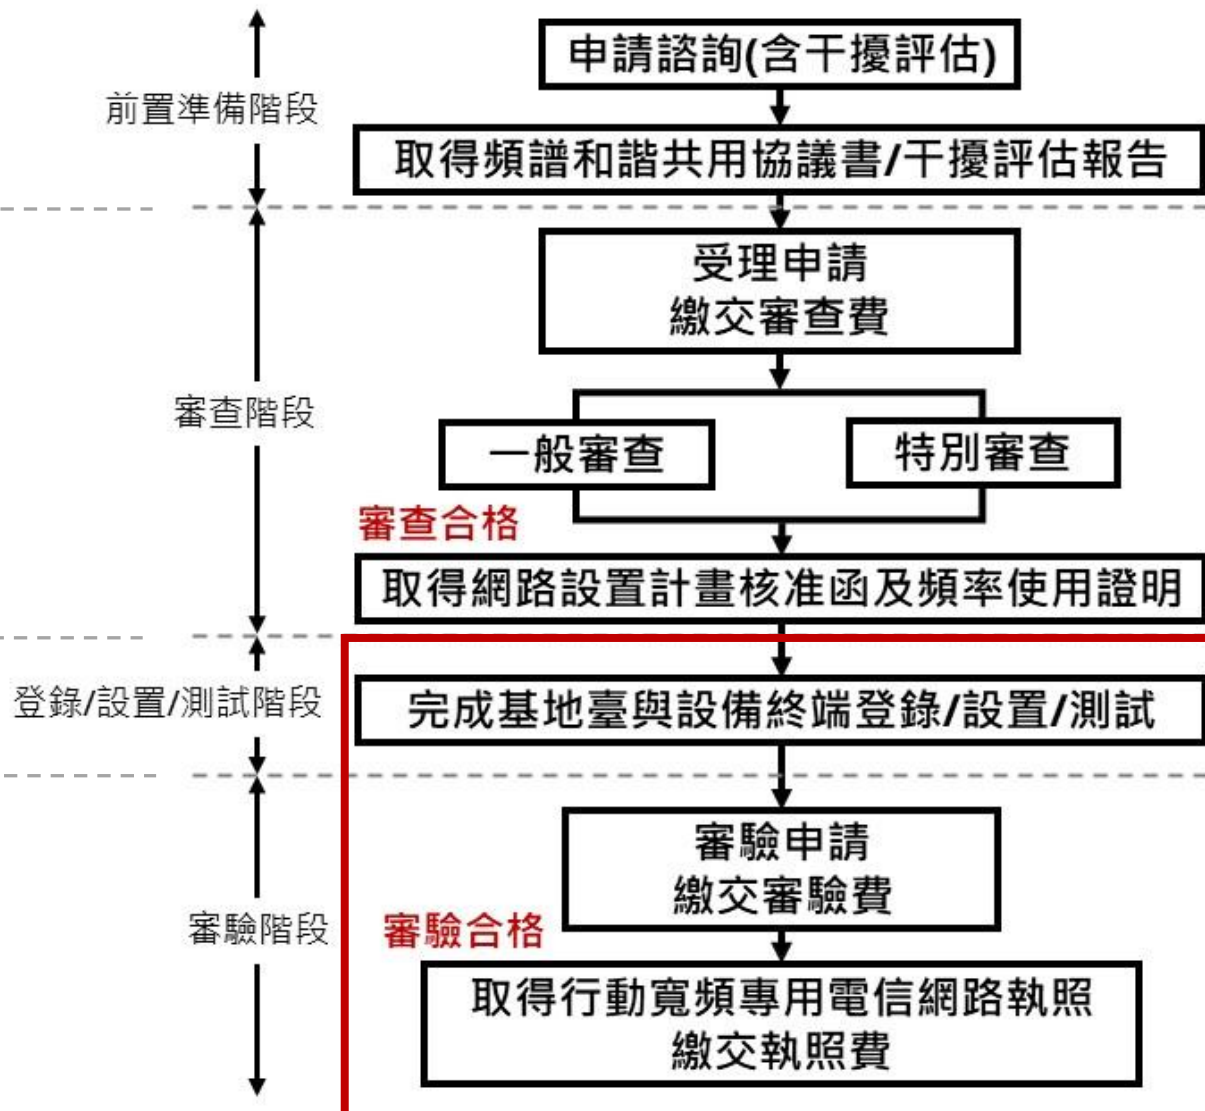 申請諮詢(含干擾評估)
前置準備階段
取得頻譜和諧共用協議書/干擾評估報告
受理申請
繳交審查費
審查階段
一般審查
特別審查
審查合格
取得網路設置計畫核准函及頻率使用證明
登錄/設置/測試階段
完成基地臺與設備終端登錄/設置/測試
審驗申請
繳交審驗費
審驗階段
審驗合格
取得行動寬頻專用電信網路執照
繳交執照費